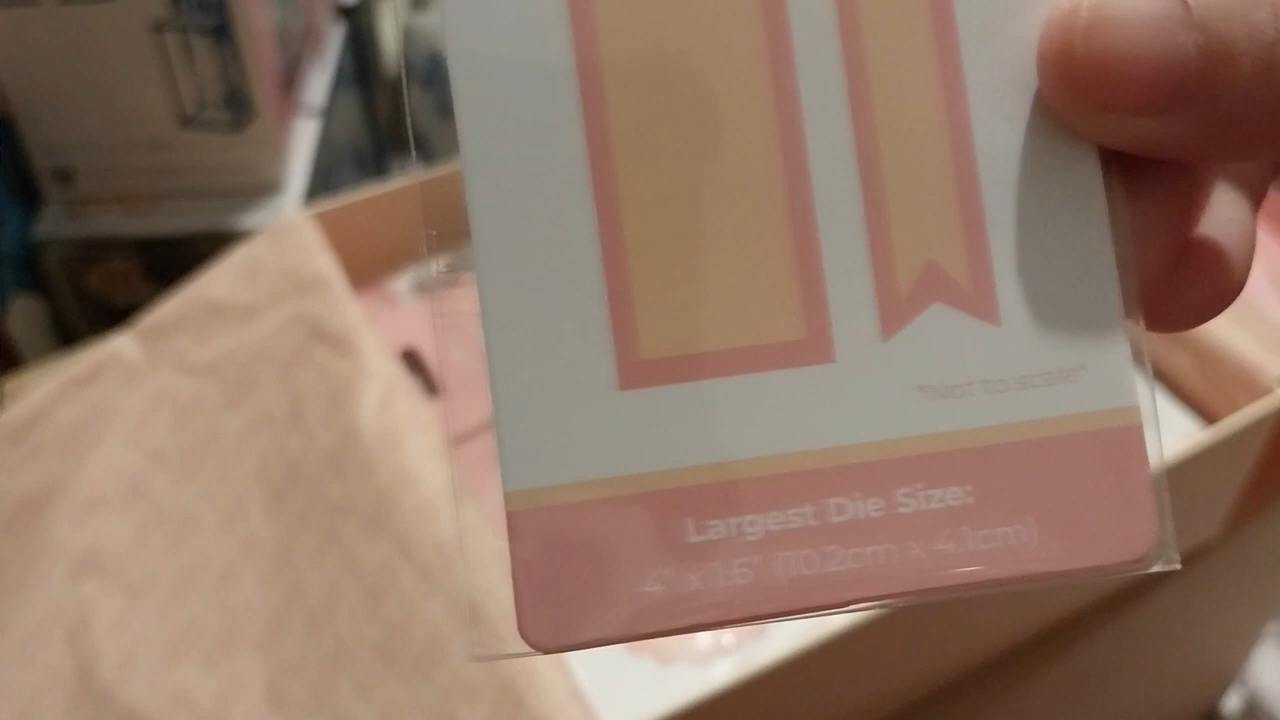 "Not to scale"
Largest Die Size:
4" x 1.6" (10.2cm x 4.1cm)